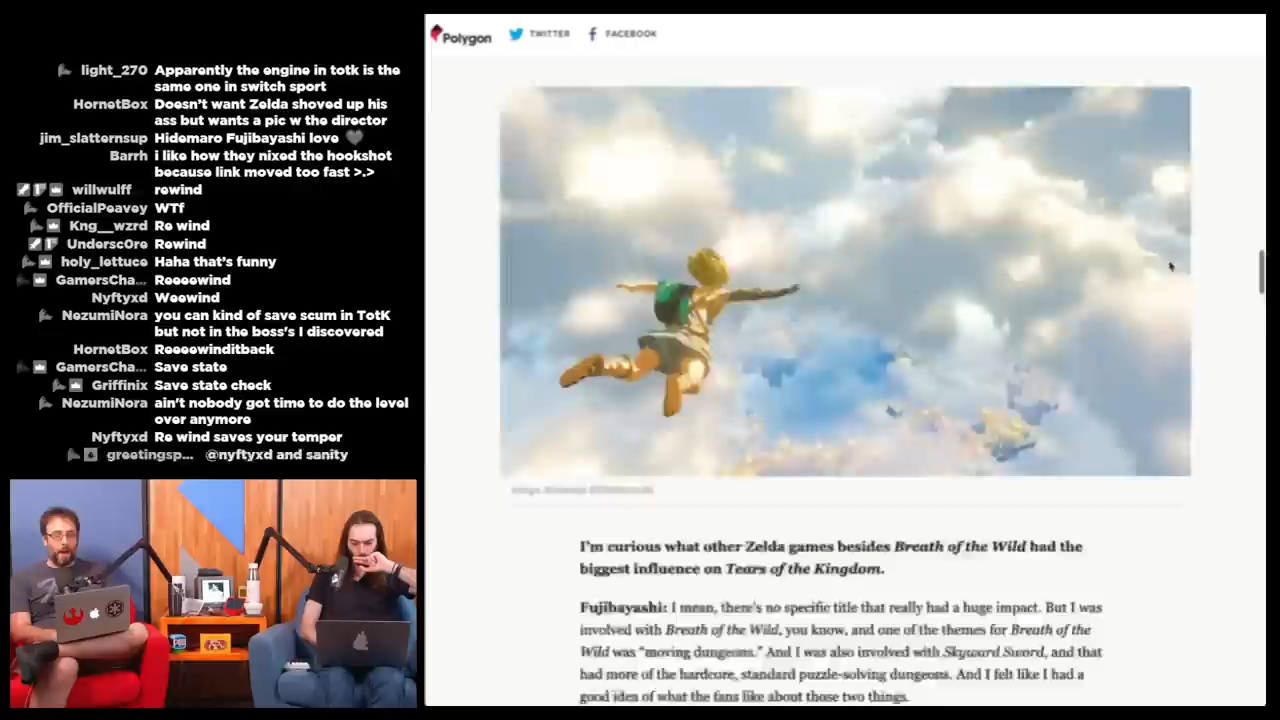 light_270 Apparently the engine in totk is the
same one in switch sport
HornetBox Doesn't want Zelda shoved up his
ass but wants a pic w the director
jim_slatternsup Hidemaro Fujibayashi love
Barrh i like how they nixed the hookshot
because link moved too fast >.>
willwulff rewind
OfficialPeavey WTf
Kng__wzrd Re wind
Undersc0re Rewind
holy_lettuce Haha that's funny
GamersCha... Reeeewind
Nyftyxd Weewind
NezumiNora you can kind of save scum in TotK
but not in the boss's I discovered
HornetBox Reeeewinditback
GamersCha... Save state
Griffinix Save state check
NezumiNora ain't nobody got time to do the level
over anymore
Nyftyxd Re wind saves your temper
greetingsp... @nyftyxd and sanity
Polygon TWITTER FACEBOOK
I'm curious what other Zelda games besides Breath of the Wild had the
biggest influence on Tears of the Kingdom.
Fujibayashi: I mean, there's no specific title that really had a huge impact. But I was
involved with Breath of the Wild, you know, and one of the themes for Breath of the
Wild was "moving dungeons." And I was also involved with Skyward Sword, and that
had more of the hardcore, standard puzzle-solving dungeons. And I felt like I had a
good idea of what the fans like about those two things.